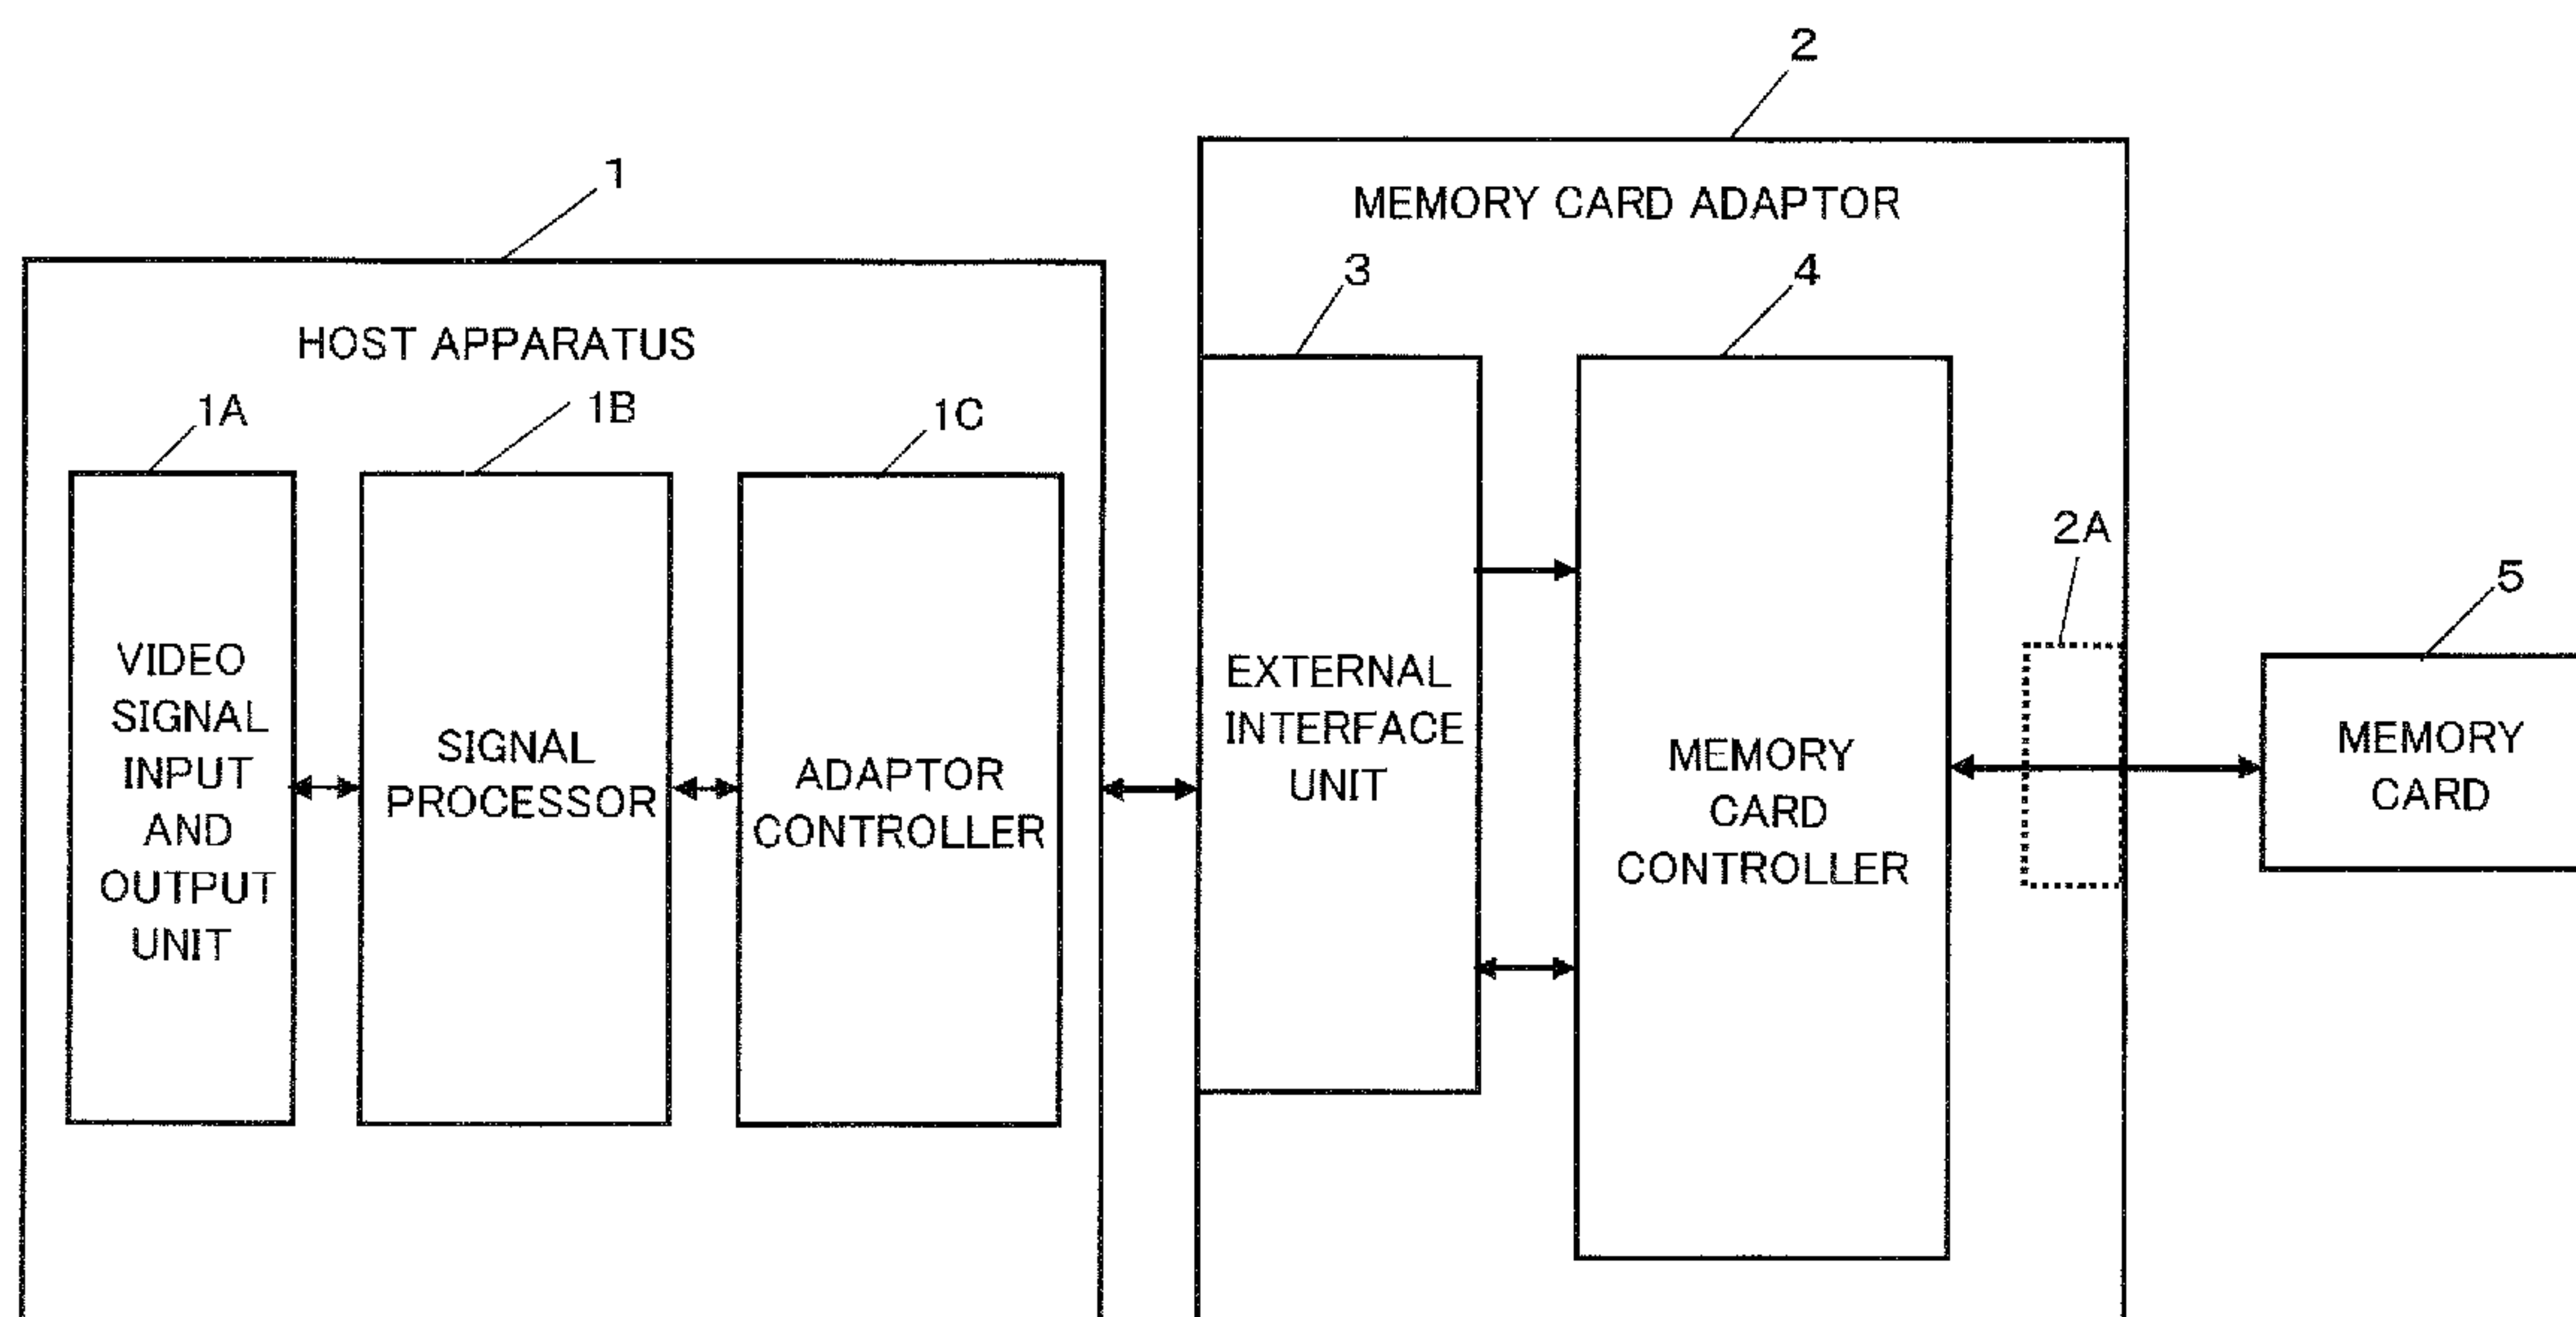 2
MEMORY CARD ADAPTOR
1
HOST APPARATUS
3
4
1A
1B
1C
2A
5
VIDEO
SIGNAL
INPUT
AND
OUTPUT
UNIT
SIGNAL
PROCESSOR
ADAPTOR
CONTROLLER
EXTERNAL
INTERFACE
UNIT
MEMORY
CARD
CONTROLLER
MEMORY
CARD